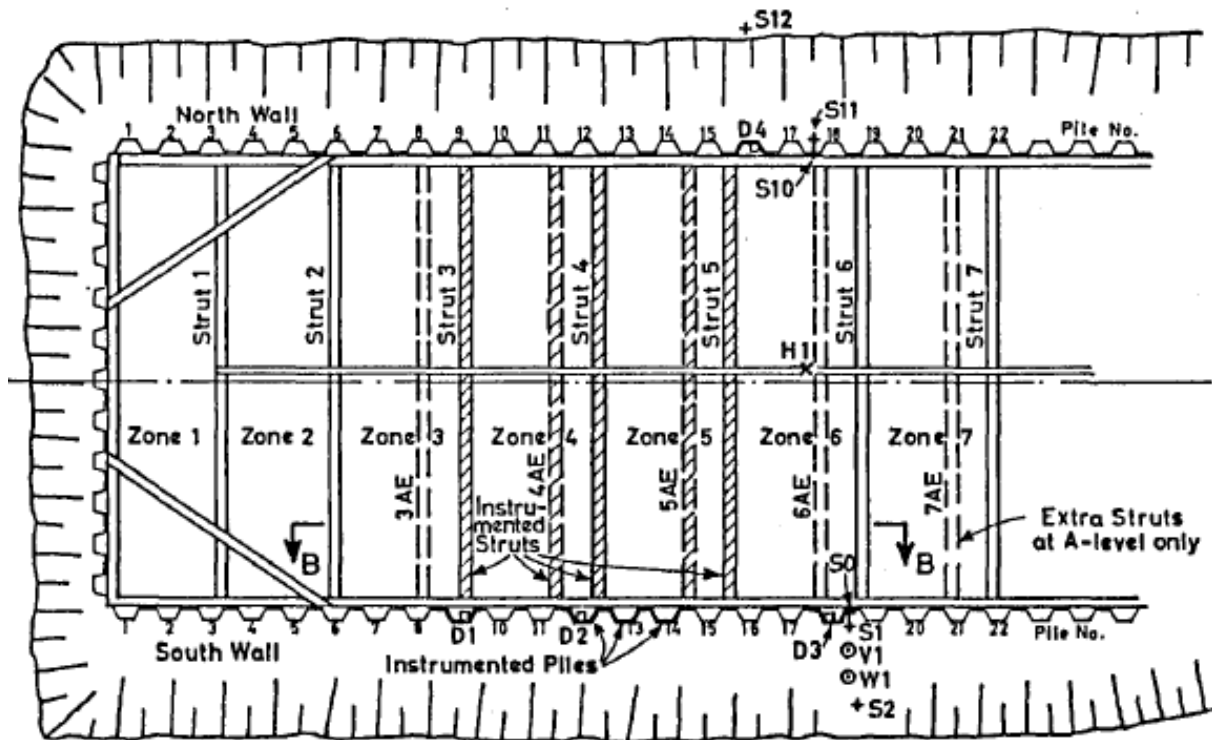 S12
S11
North Wall
1 2 3 4 5 6 7 8 9 10 11 12 13 14 15 D4 17 18 19 20 21 22 Pile No.
S10
Strut 1
Strut 2
Strut 3
Strut 4
Strut 5
Strut 6
Strut 7
H1
Zone 1 Zone 2 Zone 3 Zone 4 Zone 5 Zone 6 Zone 7
3AE
4AE
5AE
6AE
7AE
Instru-
mented
Struts
Extra Struts
at A-level only
B
B
S0
1 2 3 4 5 6 7 8 D1 10 11 D2 13 14 15 16 17 D3 20 21 22 Pile No.
South Wall
Instrumented Piles
S1
V1
W1
S2